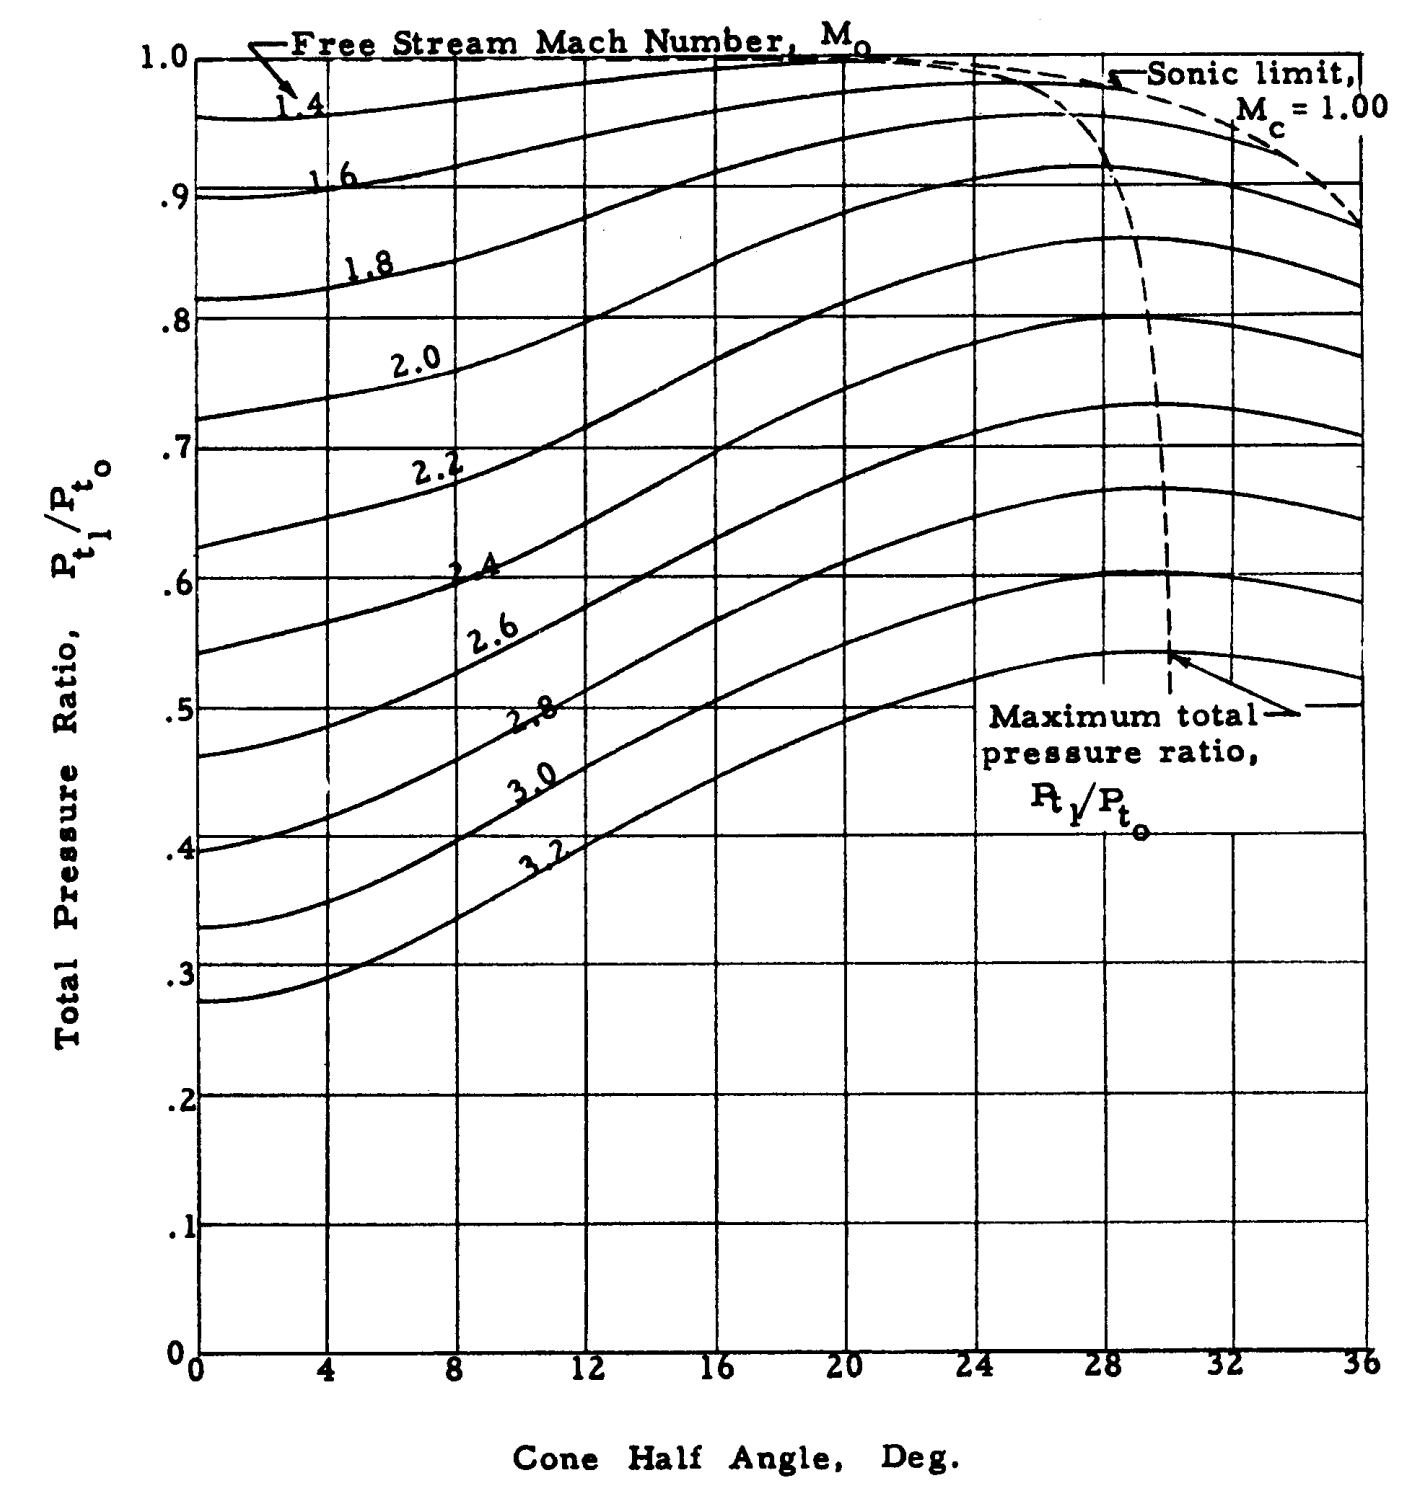 Free Stream Mach Number, Mo
1.0
Sonic limit,
Mc = 1.00
1.4
1.6
.9
1.8
.8
2.0
.7
2.2
.6
2.4
2.6
.5
2.8
Maximum total
pressure ratio,
Pt1/Pto
3.0
.4
3.2
.3
.2
.1
0
0 4 8 12 16 20 24 28 32 36
Total Pressure Ratio, Pt1/Pto
Cone Half Angle, Deg.